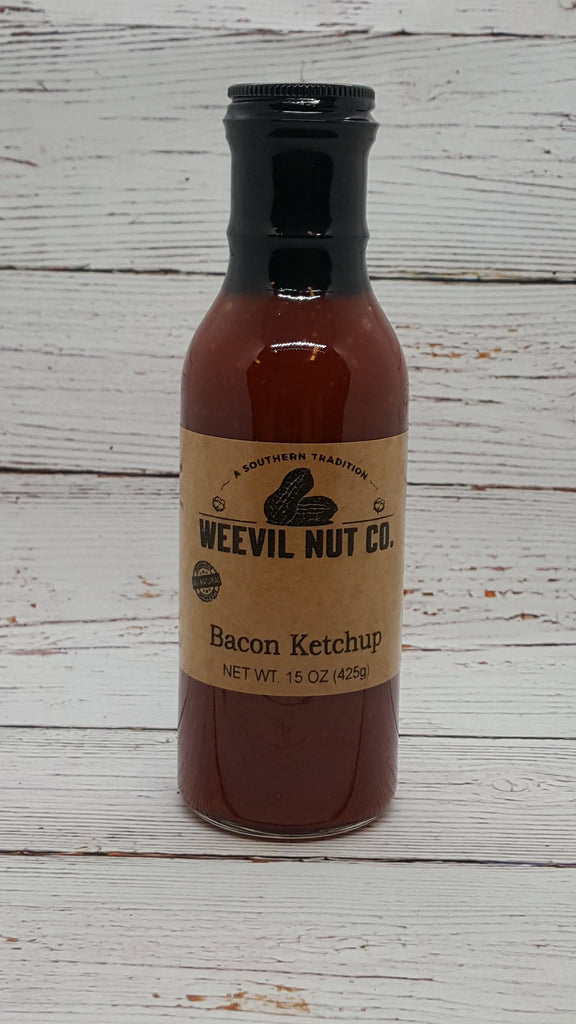 A SOUTHERN TRADITION
WEEVIL NUT CO.
Bacon Ketchup
NET WT. 15 OZ (425g)